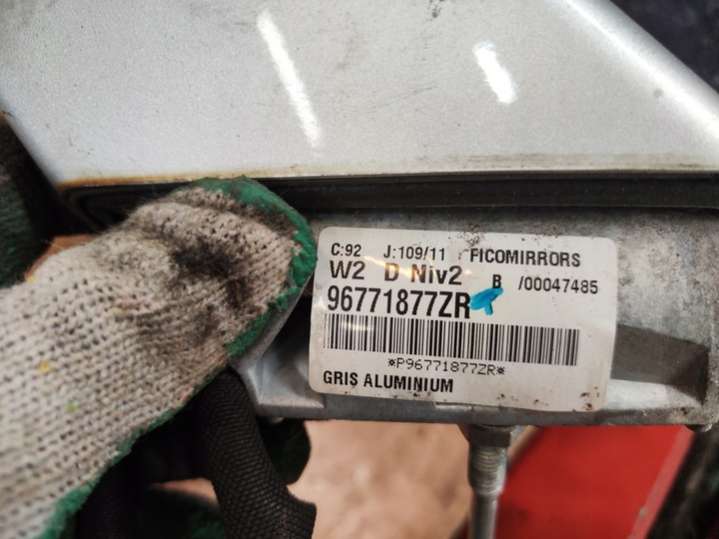 C:92 J:109/11 FICOMIRRORS
W2 D Niv2 B /00047485
96771877ZR
*P96771877ZR*
GRIS ALUMINIUM